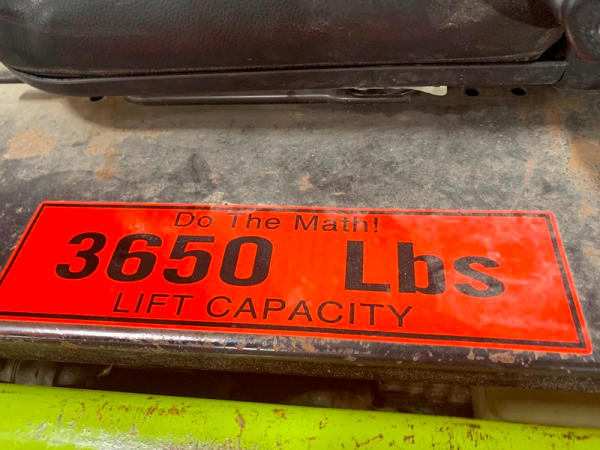 Do The Math!
3650 Lbs
LIFT CAPACITY